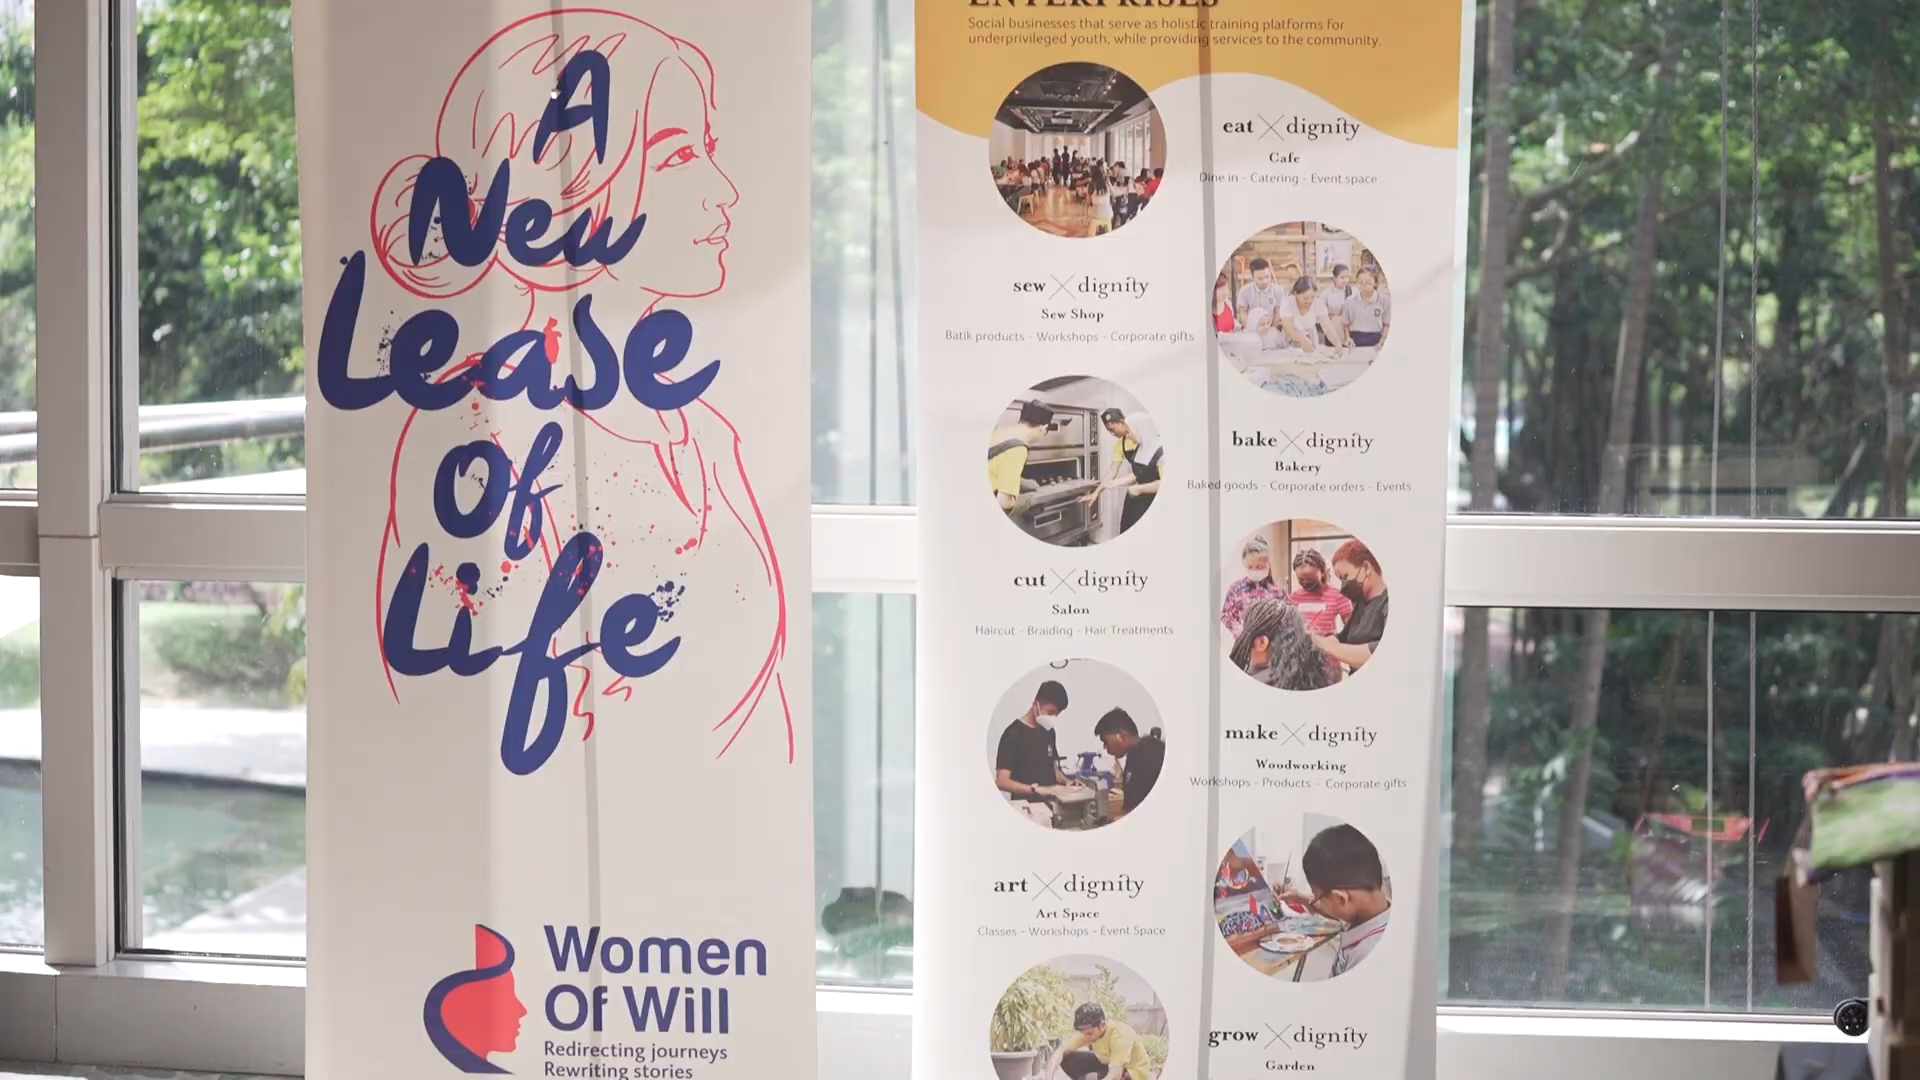 A
New
Lease
Of
Life
Women
Of Will
Redirecting journeys
Rewriting stories
ENTERPRISES
Social businesses that serve as holistic training platforms for
underprivileged youth, while providing services to the community.
eat dignity
Cafe
Dine in - Catering - Event space
sew dignity
Sew Shop
Batik products - Workshops - Corporate gifts
bake dignity
Bakery
Baked goods - Corporate orders - Events
cut dignity
Salon
Haircut - Braiding - Hair Treatments
make dignity
Woodworking
Workshops - Products - Corporate gifts
art dignity
Art Space
Classes - Workshops - Event Space
grow dignity
Garden